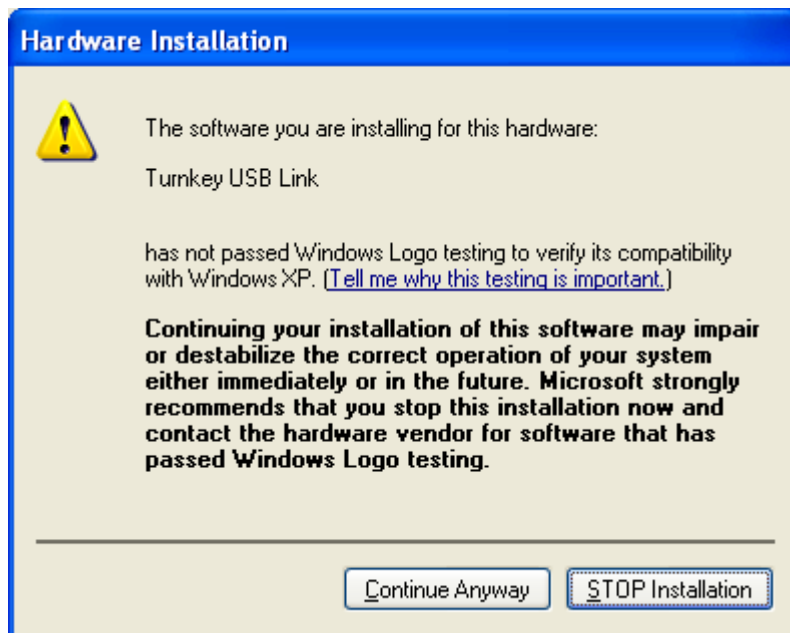 Hardware Installation
The software you are installing for this hardware:
Turnkey USB Link
has not passed Windows Logo testing to verify its compatibility
with Windows XP. (Tell me why this testing is important.)
Continuing your installation of this software may impair
or destabilize the correct operation of your system
either immediately or in the future. Microsoft strongly
recommends that you stop this installation now and
contact the hardware vendor for software that has
passed Windows Logo testing.
Continue Anyway STOP Installation